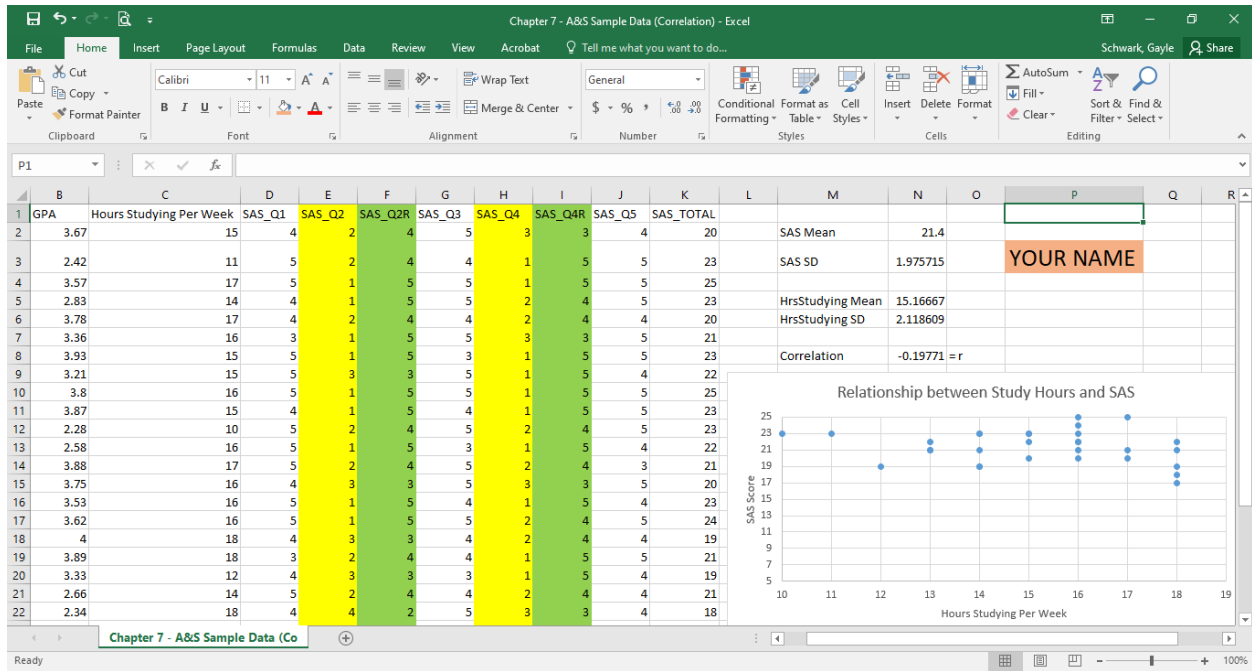 Chapter 7 - A&S Sample Data (Correlation) - Excel
File Home Insert Page Layout Formulas Data Review View Acrobat Tell me what you want to do... Schwark, Gayle Share
Cut
Copy
Format Painter
Paste
Clipboard
Calibri 11
B I U
Font
Wrap Text
Merge & Center
Alignment
General
$ % ,
Number
Conditional Formatting
Format as Table
Cell Styles
Styles
Insert Delete Format
Cells
AutoSum
Fill
Clear
Sort & Filter
Find & Select
Editing
P1 fx
B C D E F G H I J K L M N O P Q R
1 GPA Hours Studying Per Week SAS_Q1 SAS_Q2 SAS_Q2R SAS_Q3 SAS_Q4 SAS_Q4R SAS_Q5 SAS_TOTAL
2 3.67 15 4 2 4 5 3 3 4 20 SAS Mean 21.4
3 2.42 11 5 2 4 4 1 5 5 23 SAS SD 1.975715 YOUR NAME
4 3.57 17 5 1 5 5 1 5 5 25
5 2.83 14 4 1 5 5 2 4 5 23 HrsStudying Mean 15.16667
6 3.78 17 4 2 4 4 2 4 4 20 HrsStudying SD 2.118609
7 3.36 16 3 1 5 5 3 3 5 21
8 3.93 15 5 1 5 3 1 5 5 23 Correlation -0.19771 = r
9 3.21 15 5 3 3 5 1 5 4 22
10 3.8 16 5 1 5 5 1 5 5 25
11 3.87 15 4 1 5 4 1 5 5 23
12 2.28 10 5 2 4 5 2 4 5 23
13 2.58 16 5 1 5 3 1 5 4 22
14 3.88 17 5 2 4 5 2 4 3 21
15 3.75 16 4 3 3 5 3 3 5 20
16 3.53 16 5 1 5 4 1 5 4 23
17 3.62 16 5 1 5 5 2 4 5 24
18 4 18 4 3 3 4 2 4 4 19
19 3.89 18 3 2 4 4 1 5 5 21
20 3.33 12 4 3 3 3 1 5 4 19
21 2.66 14 5 2 4 4 2 4 4 21
22 2.34 18 4 4 2 5 3 3 4 18
Relationship between Study Hours and SAS
SAS Score
25
23
21
19
17
15
13
11
9
7
5
10 11 12 13 14 15 16 17 18 19
Hours Studying Per Week
Chapter 7 - A&S Sample Data (Co
Ready 100%